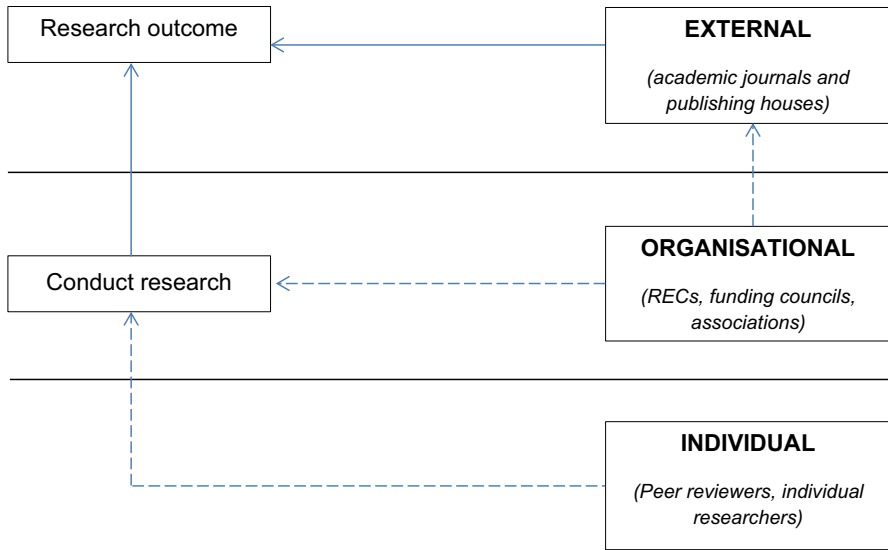 Research outcome
EXTERNAL
(academic journals and
publishing houses)
Conduct research
ORGANISATIONAL
(RECs, funding councils,
associations)
INDIVIDUAL
(Peer reviewers, individual
researchers)